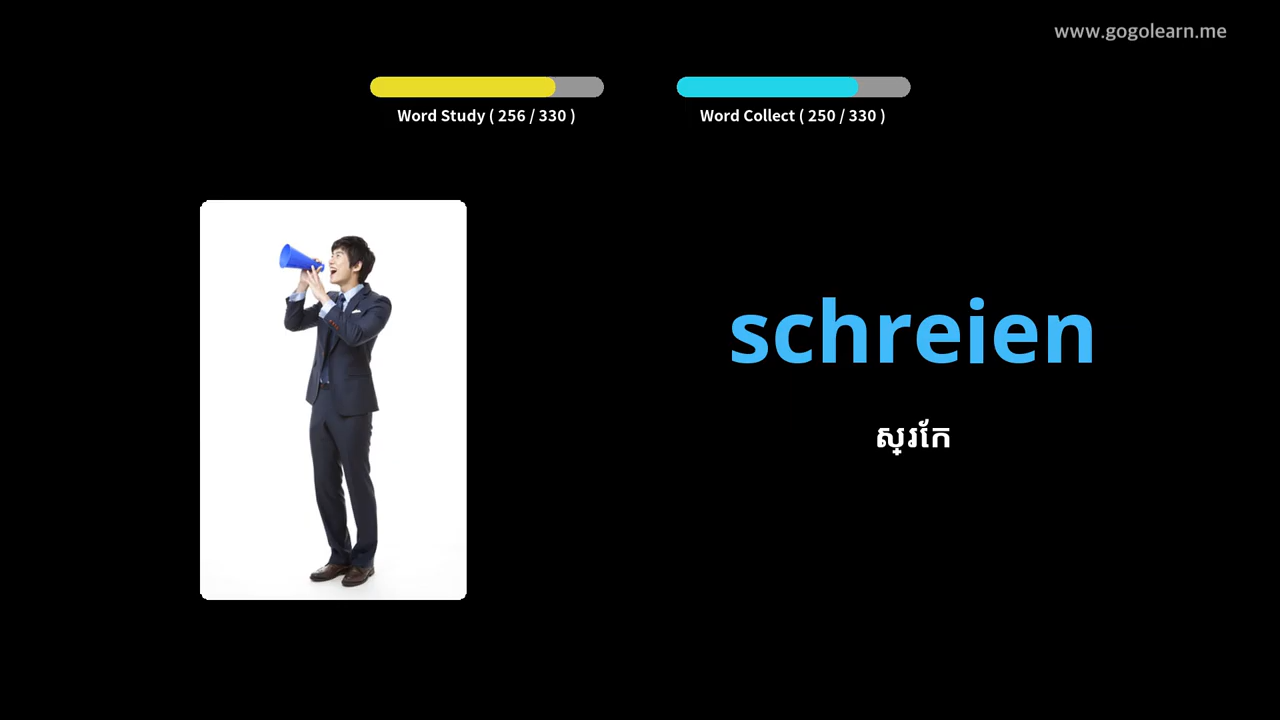 www.gogolearn.me
Word Study ( 256 / 330 )
Word Collect ( 250 / 330 )
schreien
ស្រែក